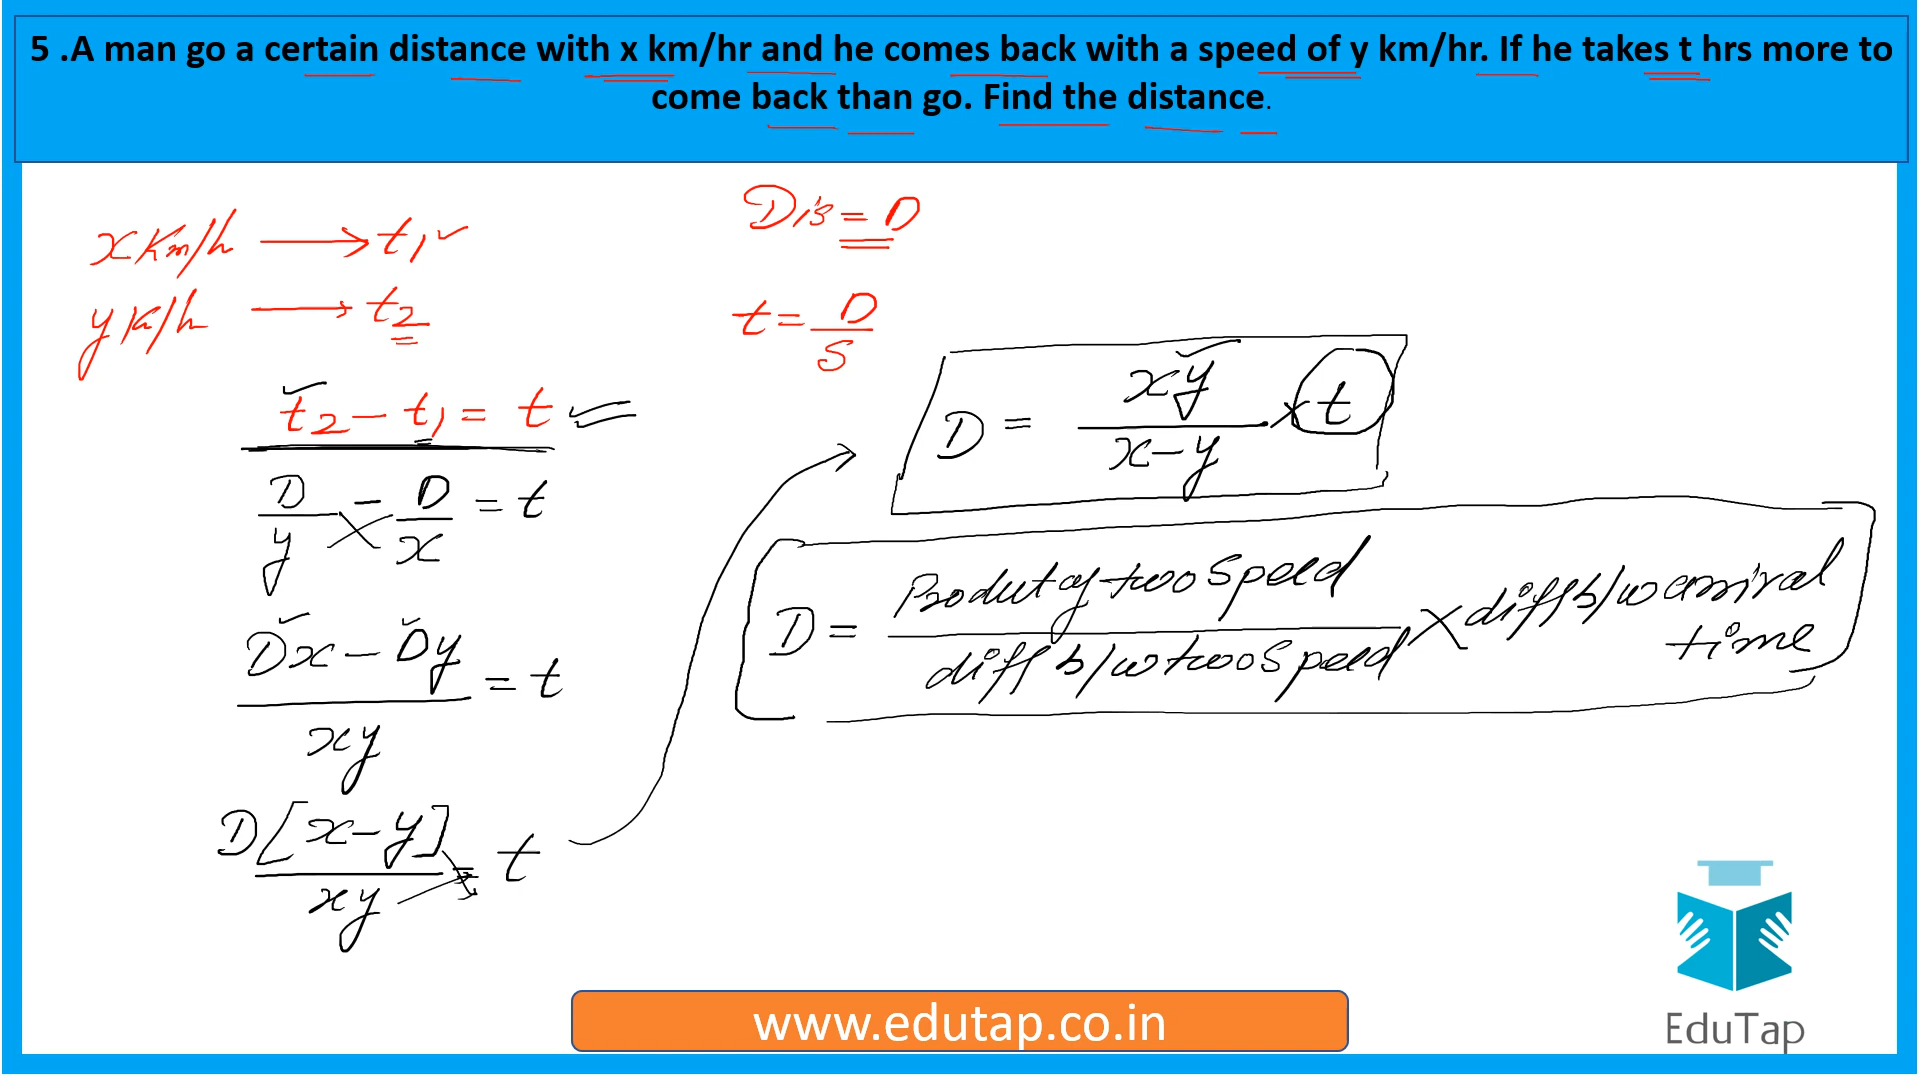 5 .A man go a certain distance with x km/hr and he comes back with a speed of y km/hr. If he takes t hrs more to
come back than go. Find the distance.
x Km/h → t1
y K/h → t2
t2 - t1 = t
D/y - D/x = t
Dx - Dy / xy = t
D[x-y] / xy = t
Dis = D
t = D/S
D = xy / x-y × t
D = Produt of two Speed / diff b/w two Speed × diff b/w arrival
time
EduTap
www.edutap.co.in